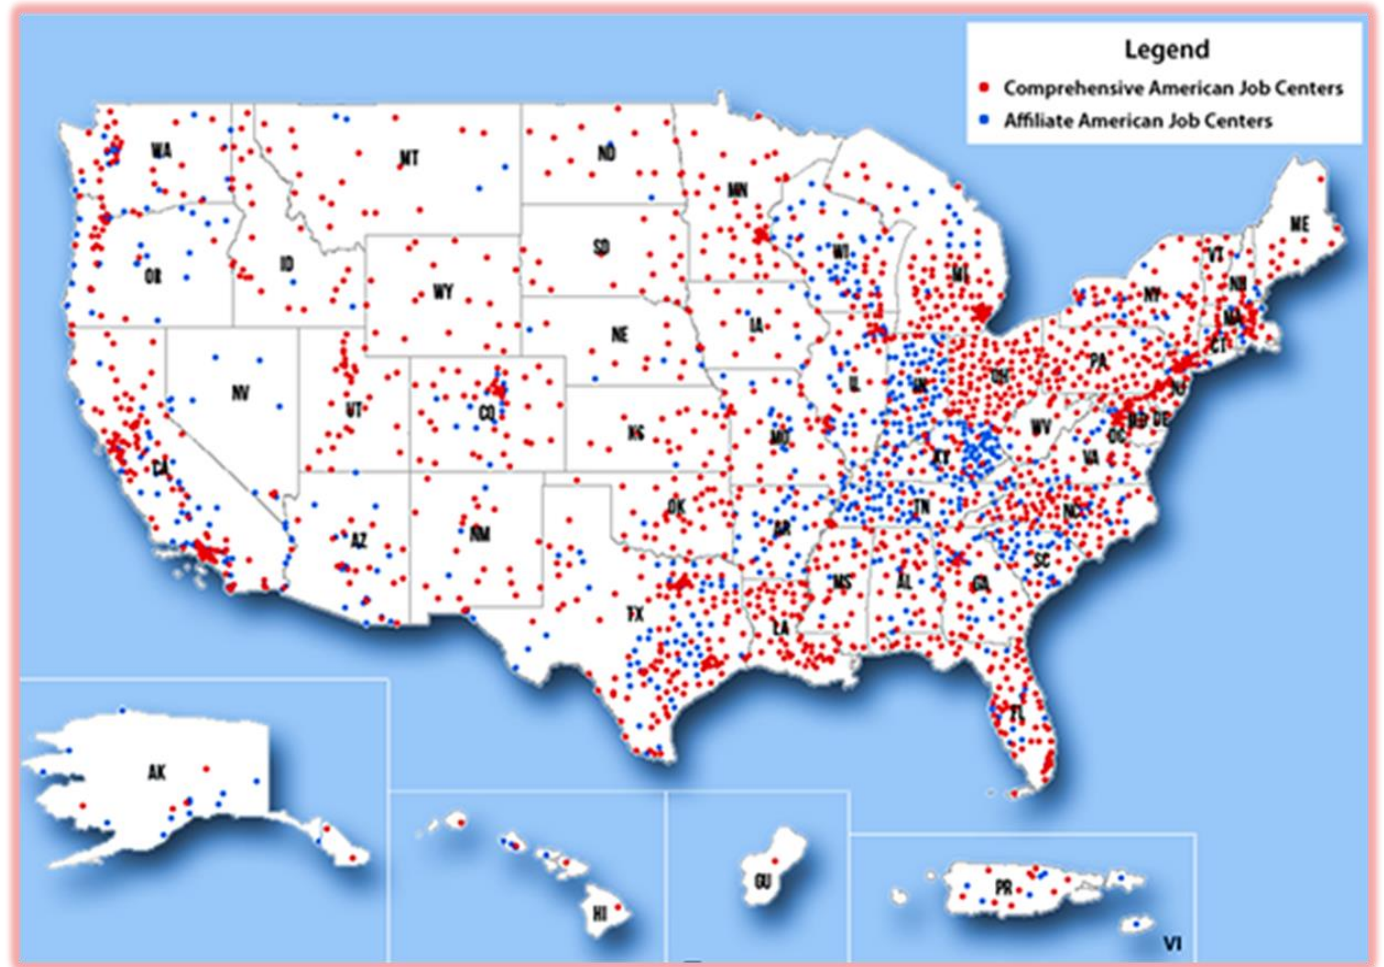 Legend
Comprehensive American Job Centers
Affiliate American Job Centers
WA
MT
ND
MN
ME
OR
ID
SD
WI
MI
VT
NH
NY
MA
WY
IA
CT
NE
PA
NV
UT
CO
IL
IN
OH
NJ
KS
MO
WV
MD
DE
DC
CA
KY
VA
OK
TN
NC
AZ
NM
AR
SC
TX
MS
AL
GA
LA
FL
AK
HI
GU
PR
VI